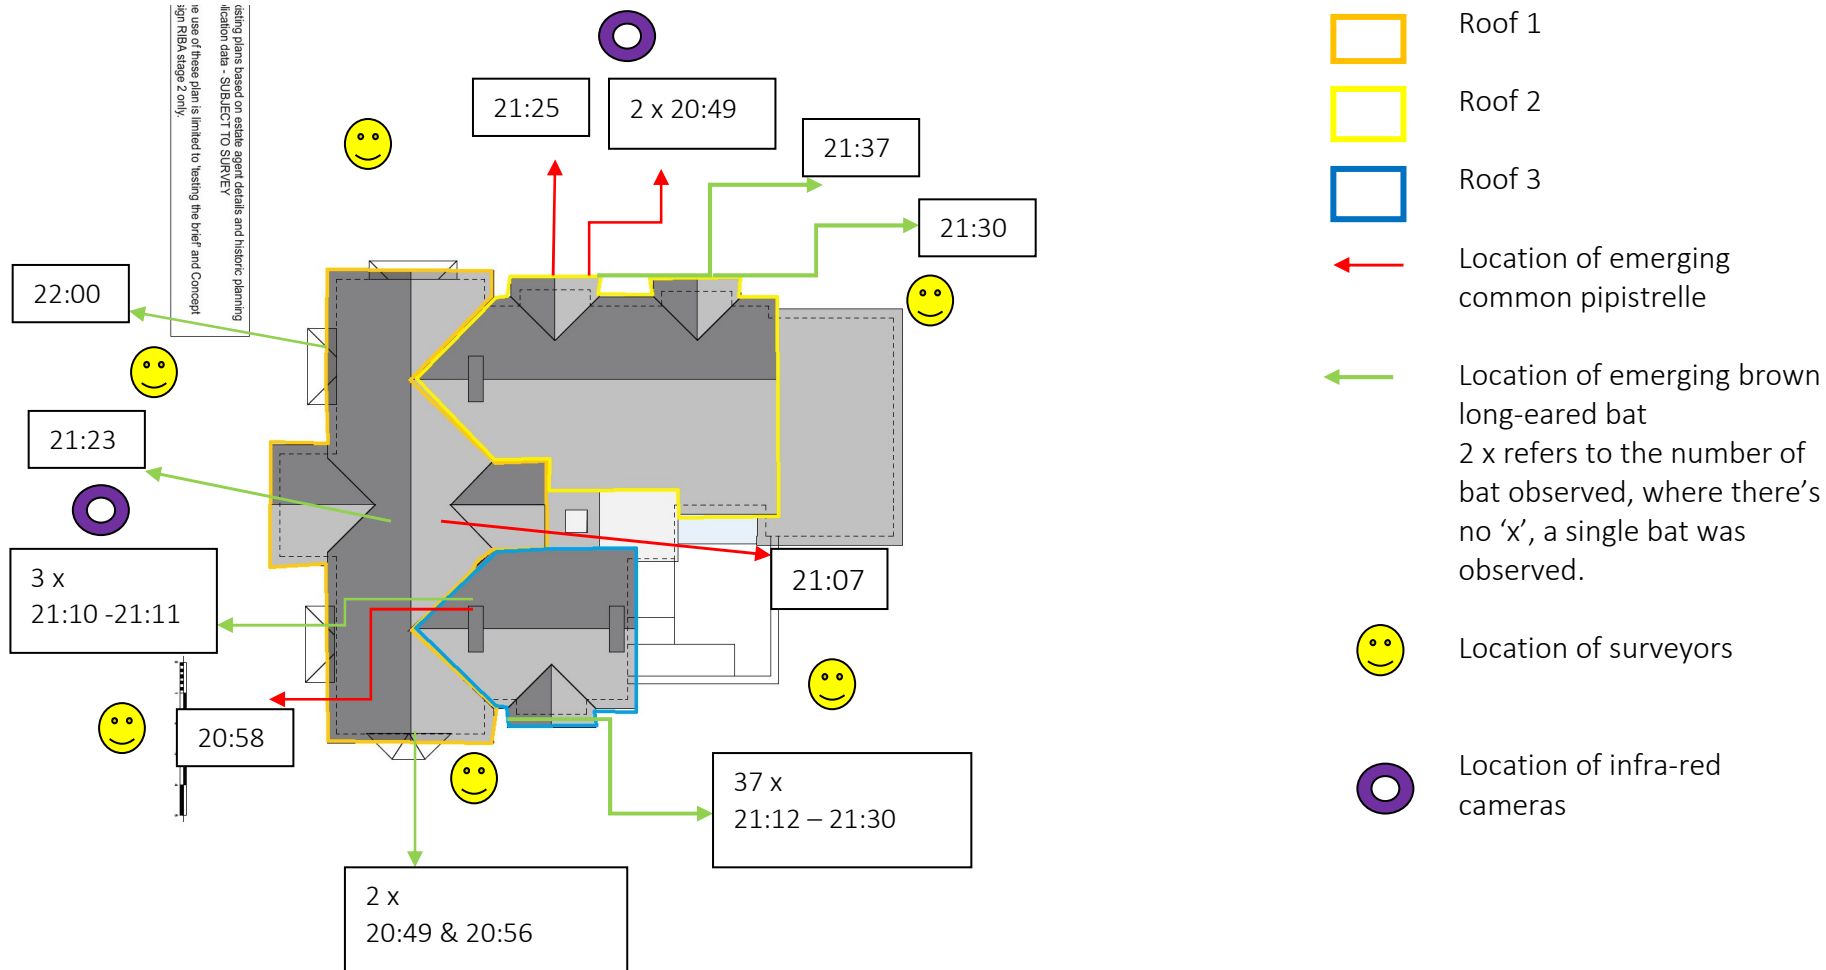 xisting plans based on estate agent details and historic planning
lication data - SUBJECT TO SURVEY
e use of these plan is limited to 'testing the brief' and Concept
sign RIBA stage 2 only.
21:25
2 x 20:49
21:37
21:30
22:00
21:23
3 x
21:10 -21:11
21:07
20:58
37 x
21:12 – 21:30
2 x
20:49 & 20:56
Roof 1
Roof 2
Roof 3
Location of emerging
common pipistrelle
Location of emerging brown
long-eared bat
2 x refers to the number of
bat observed, where there’s
no ‘x’, a single bat was
observed.
Location of surveyors
Location of infra-red
cameras